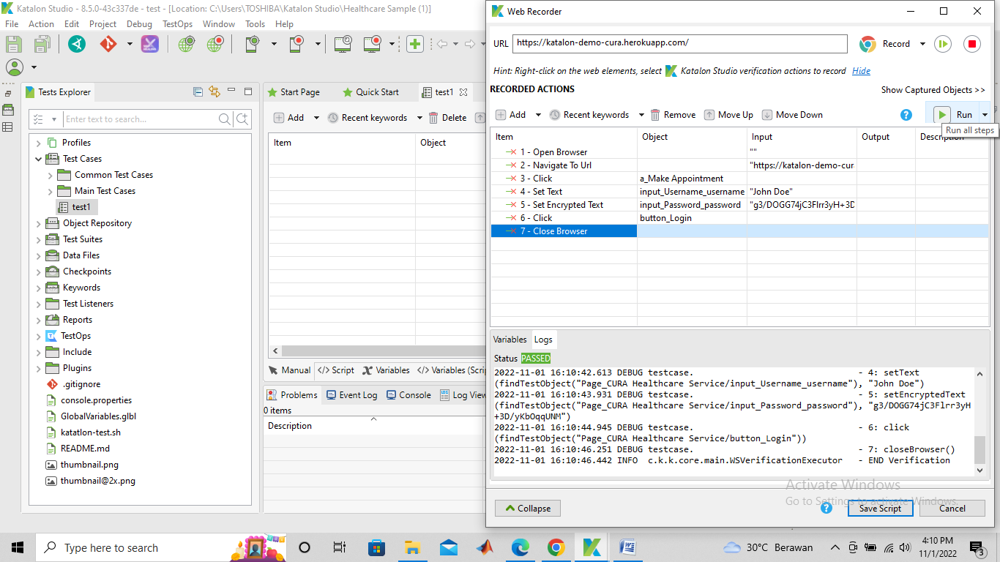 Katalon Studio - 8.5.0-43c337de - test - [Location: C:\Users\TOSHIBA\Katalon Studio\Healthcare Sample (1)]
File Action Edit Project Debug TestOps Window Tools Help
Tests Explorer
Enter text to search...
Profiles
Test Cases
Common Test Cases
Main Test Cases
test1
Object Repository
Test Suites
Data Files
Checkpoints
Keywords
Test Listeners
Reports
TestOps
Include
Plugins
.gitignore
console.properties
GlobalVariables.glbl
katatlon-test.sh
README.md
thumbnail.png
thumbnail@2x.png
Start Page Quick Start test1
Add Recent keywords Delete
Item Object
Manual </> Script Variables </> Variables (Scri
Problems Event Log Console Log View
0 items
Description
Web Recorder
URL https://katalon-demo-cura.herokuapp.com/ Record
Hint: Right-click on the web elements, select Katalon Studio verification actions to record Hide
RECORDED ACTIONS
Show Captured Objects >>
Add Recent keywords Remove Move Up Move Down ? Run
Run all steps
Item Object Input Output Description
1 - Open Browser ""
2 - Navigate To Url "https://katalon-demo-cura
3 - Click a_Make Appointment
4 - Set Text input_Username_username "John Doe"
5 - Set Encrypted Text input_Password_password "g3/DOGG74jC3Flrr3yH+3D
6 - Click button_Login
7 - Close Browser
Variables Logs
Status PASSED
2022-11-01 16:10:42.613 DEBUG testcase. - 4: setText
(findTestObject("Page_CURA Healthcare Service/input_Username_username"), "John Doe")
2022-11-01 16:10:43.931 DEBUG testcase. - 5: setEncryptedText
(findTestObject("Page_CURA Healthcare Service/input_Password_password"), "g3/DOGG74jC3Flrr3yH
+3D/yKbOqqUNM")
2022-11-01 16:10:44.945 DEBUG testcase. - 6: click
(findTestObject("Page_CURA Healthcare Service/button_Login"))
2022-11-01 16:10:46.251 DEBUG testcase. - 7: closeBrowser()
2022-11-01 16:10:46.442 INFO c.k.k.core.main.WSVerificationExecutor - END Verification
Activate Windows
Go to Settings to activate Windows.
Collapse ? Save Script Cancel
Type here to search
30°C Berawan
4:10 PM
11/1/2022
3